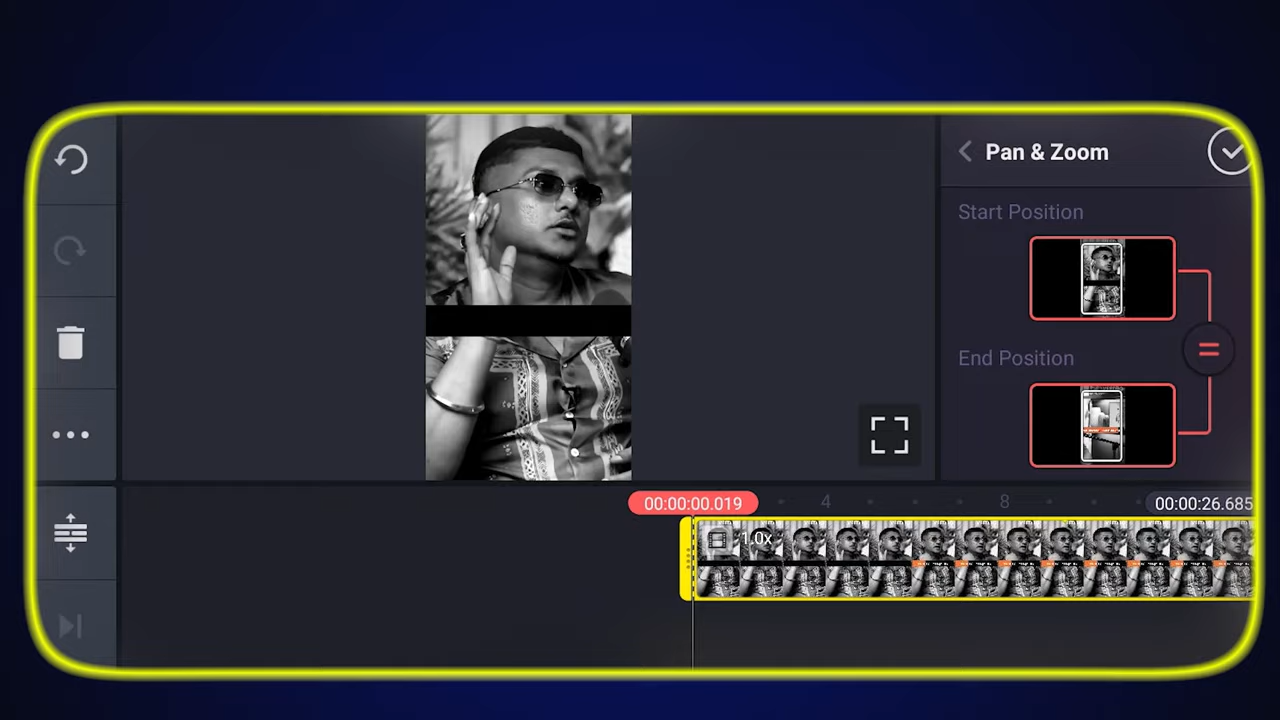 Pan & Zoom
Start Position
End Position
00:00:00.019
4
8
00:00:26.685
1.0x